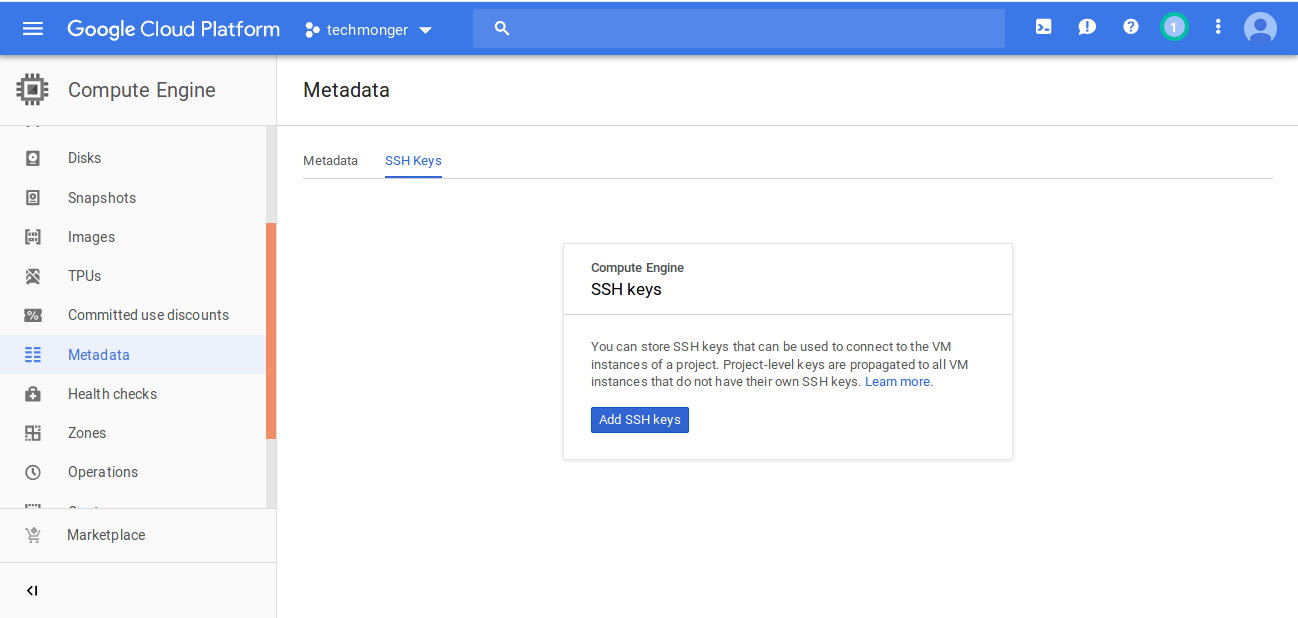 Google Cloud Platform
techmonger
1
Compute Engine
Disks
Snapshots
Images
TPUs
Committed use discounts
Metadata
Health checks
Zones
Operations
Marketplace
Metadata
Metadata
SSH Keys
Compute Engine
SSH keys
You can store SSH keys that can be used to connect to the VM
instances of a project. Project-level keys are propagated to all VM
instances that do not have their own SSH keys. Learn more.
Add SSH keys